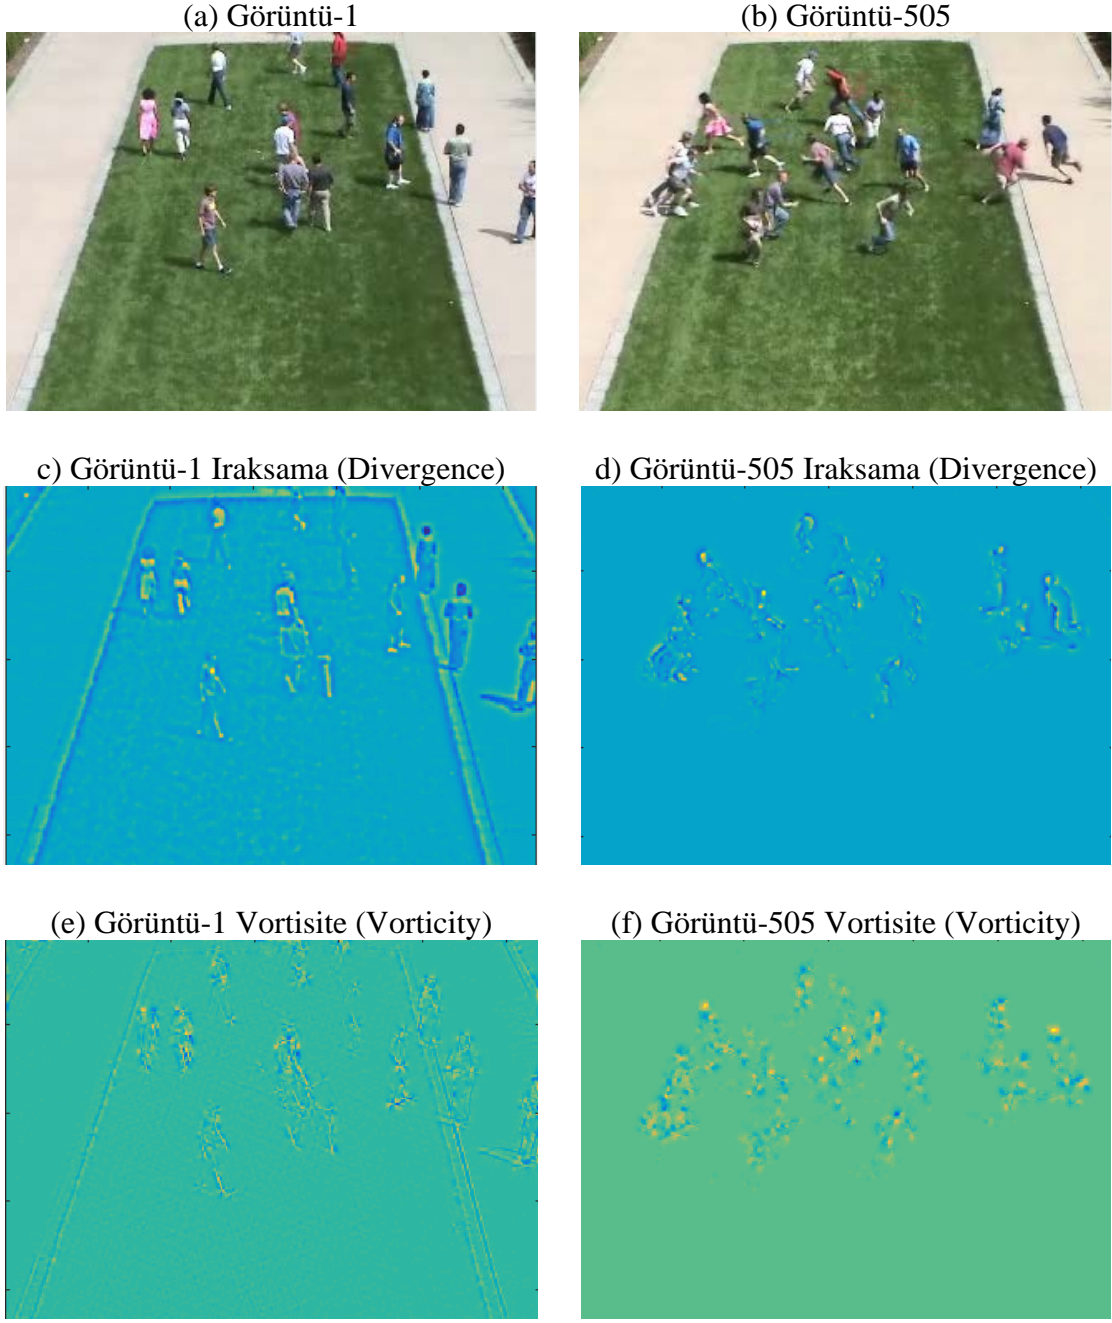 (a) Görüntü-1
(b) Görüntü-505
c) Görüntü-1 Iraksama (Divergence)
d) Görüntü-505 Iraksama (Divergence)
(e) Görüntü-1 Vortisite (Vorticity)
(f) Görüntü-505 Vortisite (Vorticity)